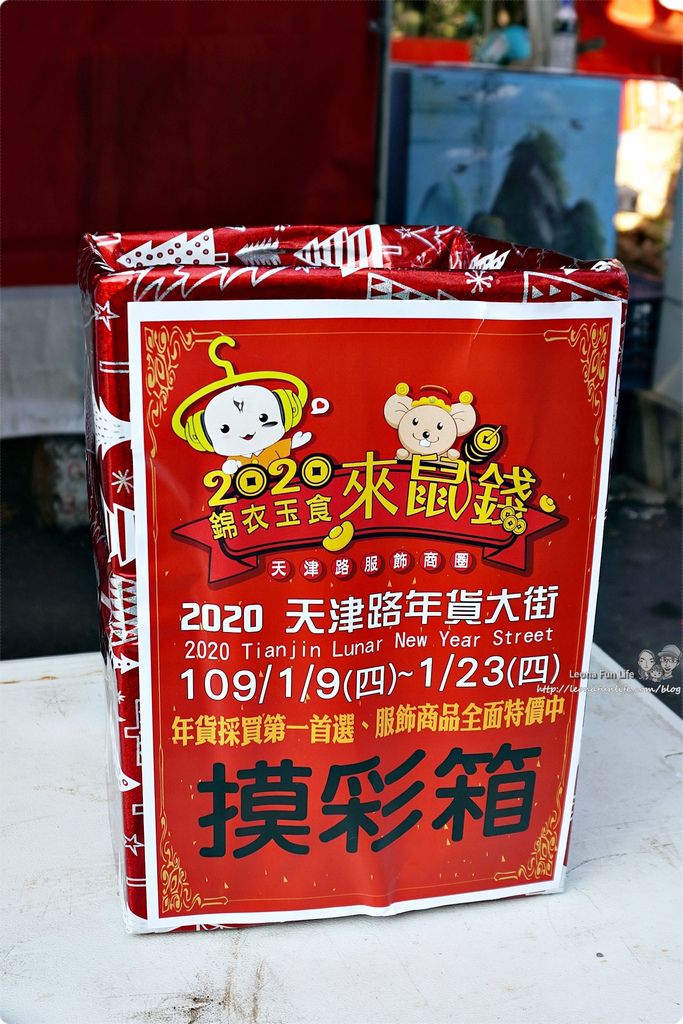 2020
錦衣玉食 來鼠錢
天津路服飾商圈
2020 天津路年貨大街
2020 Tianjin Lunar New Year Street
109/1/9(四)~1/23(四)
年貨採買第一首選、服飾商品全面特價中
摸彩箱
Leona Fun Life
http://leonafunlife.com/blog